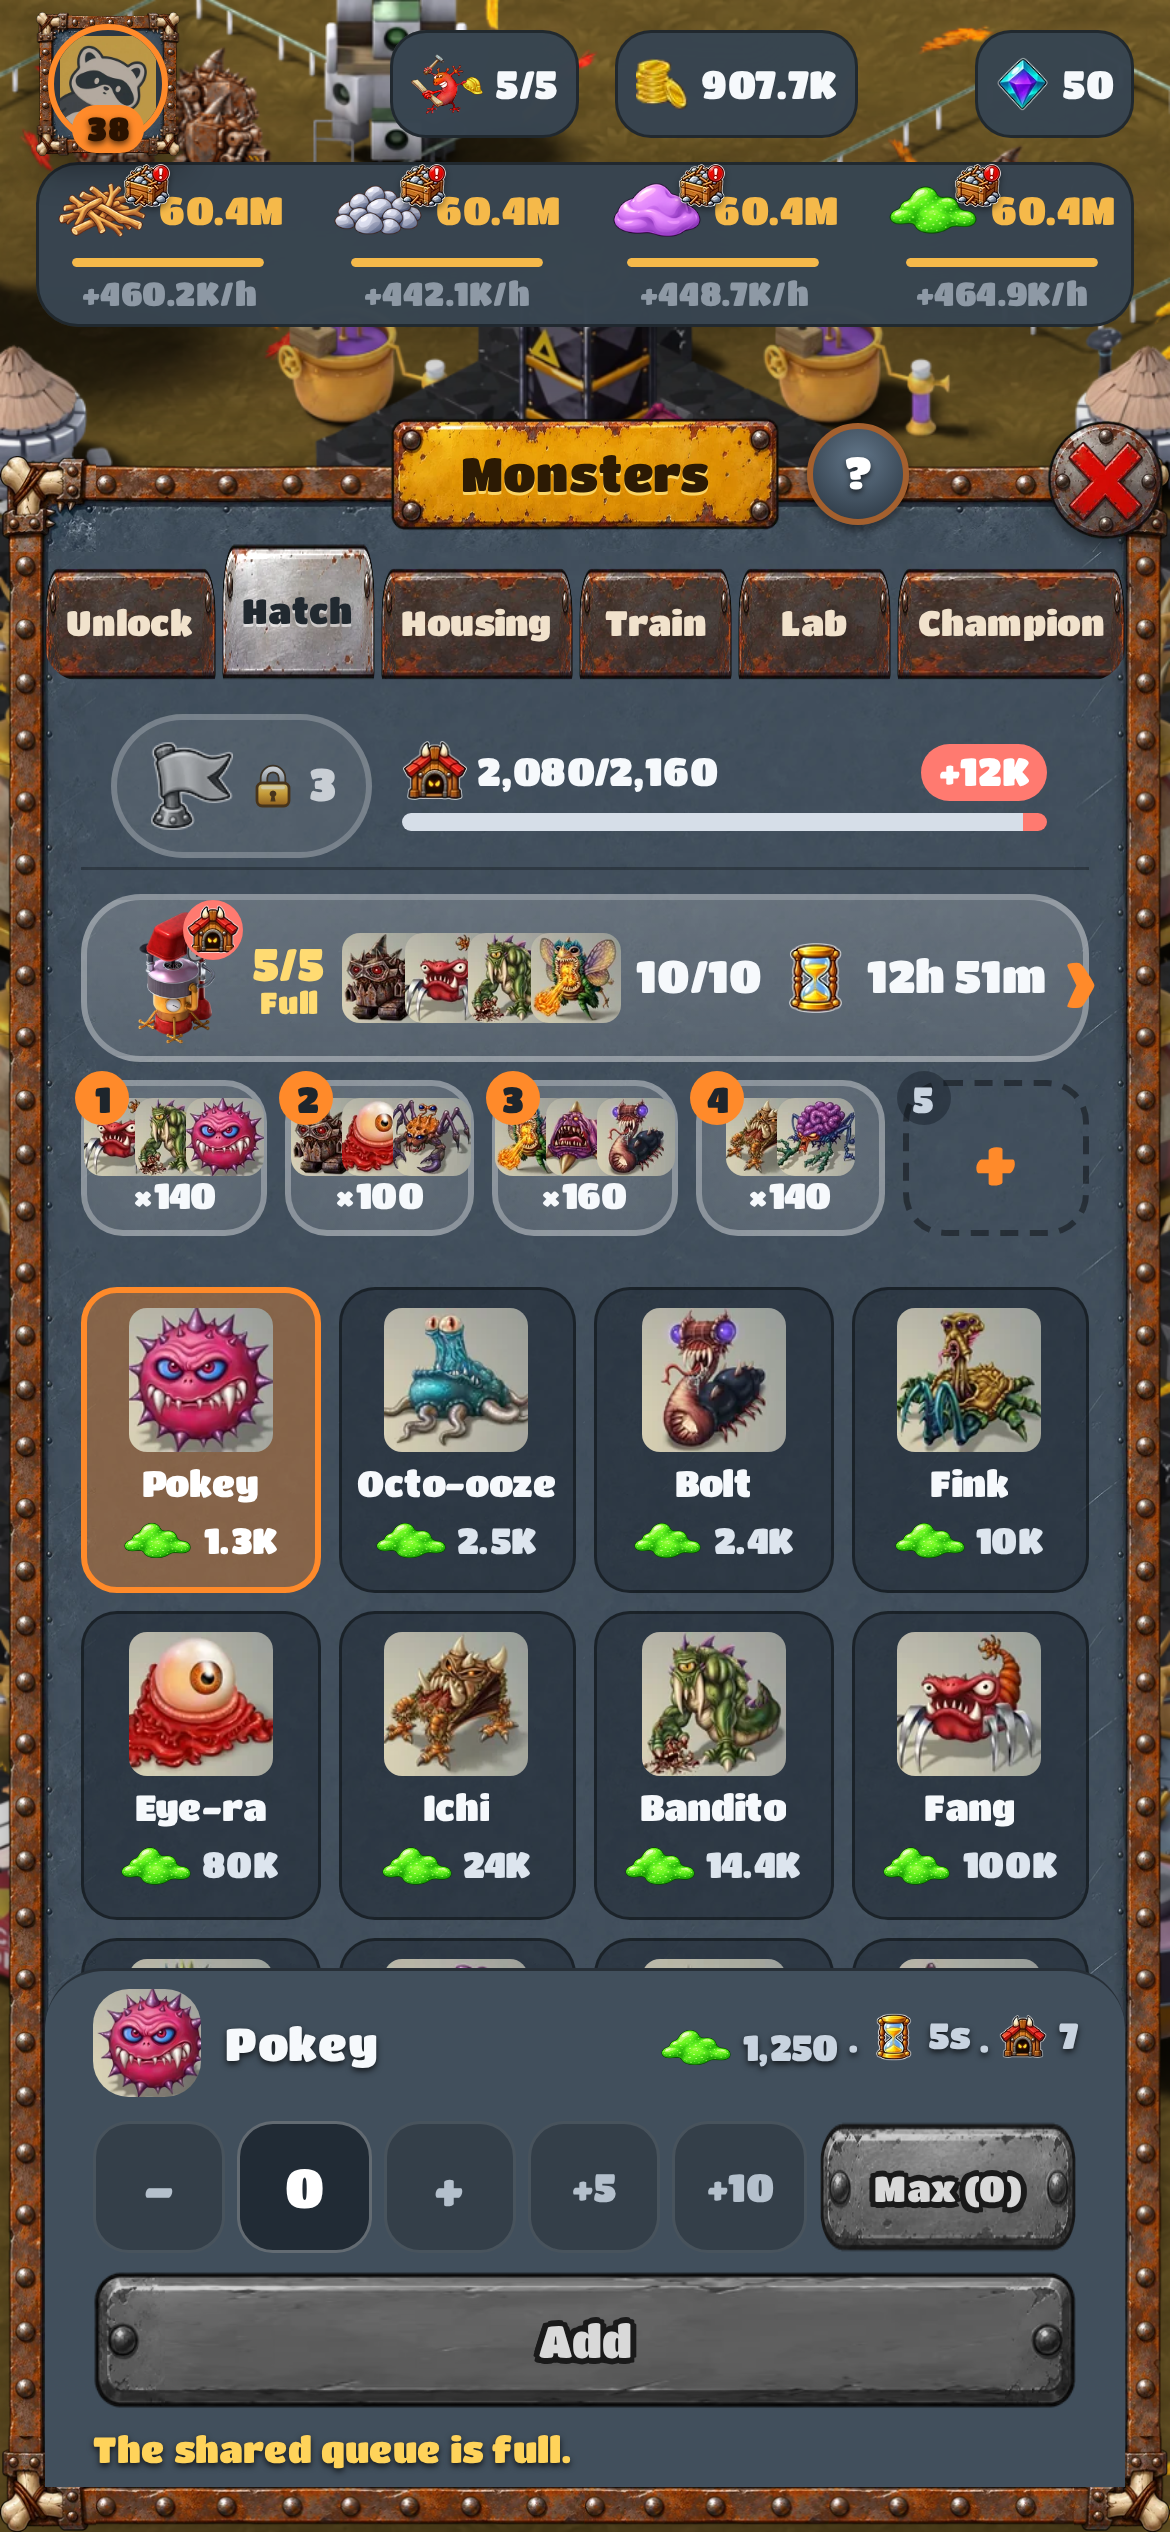 38
5/5
907.7K
50
60.4M
60.4M
60.4M
60.4M
+460.2K/h
+442.1K/h
+448.7K/h
+464.9K/h
Monsters
?
Unlock
Hatch
Housing
Train
Lab
Champion
3
2,080/2,160
+12K
5/5
Full
10/10
12h 51m
1
2
3
4
5
×140
×100
×160
×140
+
Pokey
Octo-ooze
Bolt
Fink
1.3K
2.5K
2.4K
10K
Eye-ra
Ichi
Bandito
Fang
80K
24K
14.4K
100K
Pokey
1,250 · 5s · 7
-
0
+
+5
+10
Max (0)
Add
The shared queue is full.